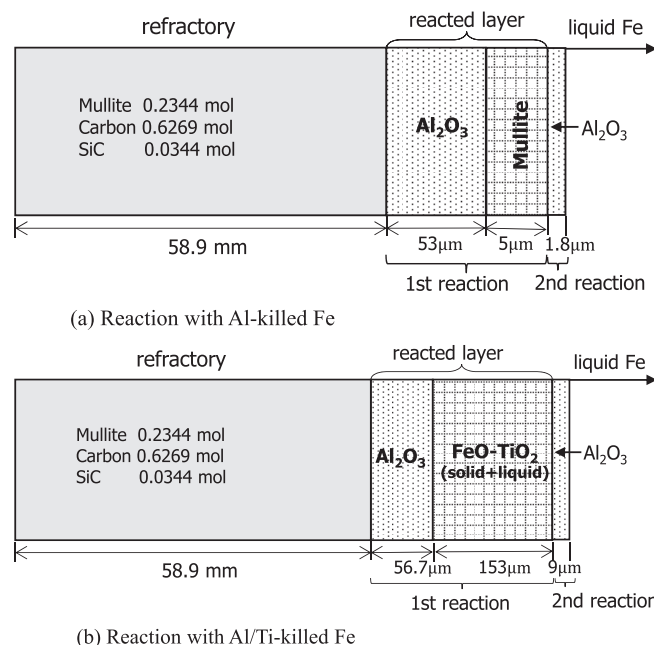 refractory
reacted layer
liquid Fe
Mullite 0.2344 mol
Carbon 0.6269 mol
SiC 0.0344 mol
Al₂O₃
Mullite
Al₂O₃
58.9 mm
53μm
5μm
1.8μm
1st reaction
2nd reaction
(a) Reaction with Al-killed Fe
refractory
reacted layer
liquid Fe
Mullite 0.2344 mol
Carbon 0.6269 mol
SiC 0.0344 mol
Al₂O₃
FeO-TiO₂
(solid+liquid)
Al₂O₃
58.9 mm
56.7μm
153μm
9μm
1st reaction
2nd reaction
(b) Reaction with Al/Ti-killed Fe